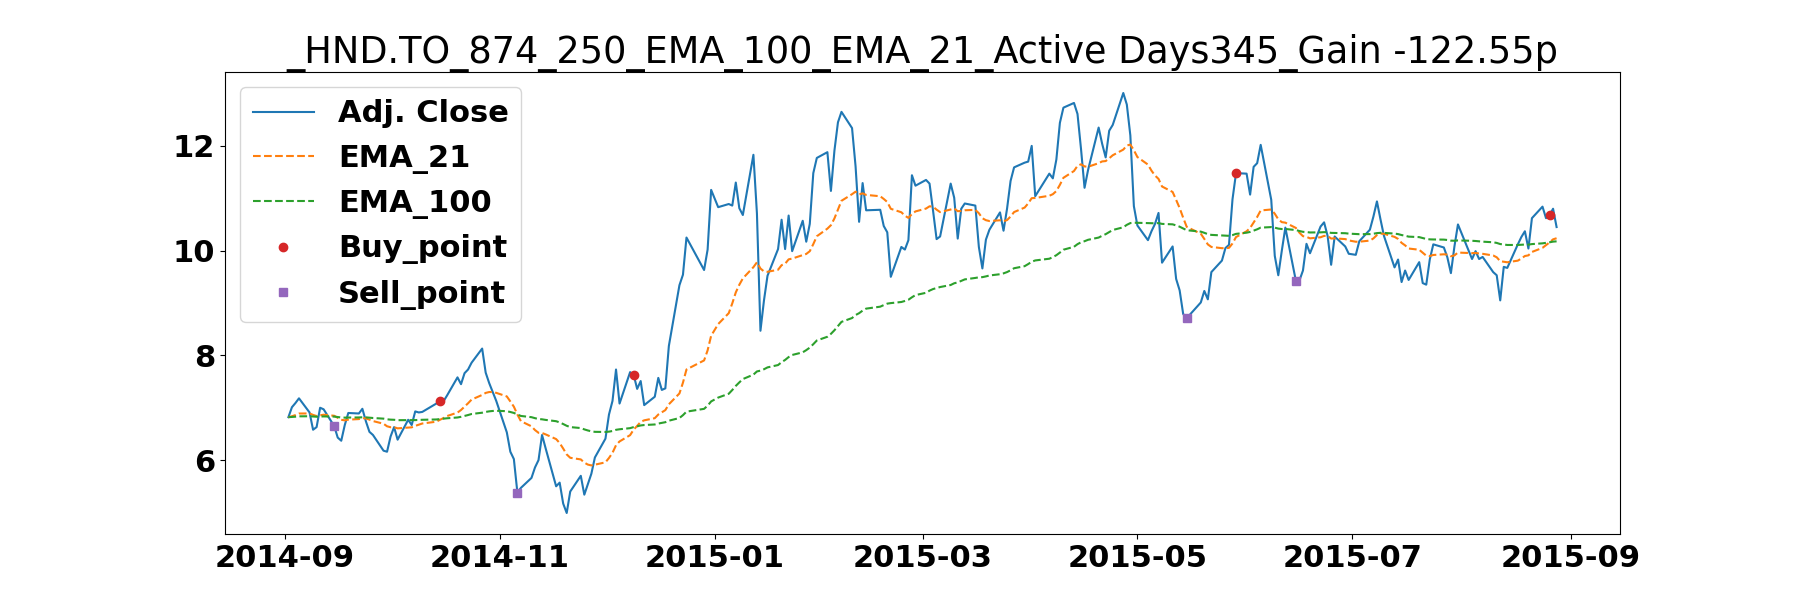 _HND.TO_874_250_EMA_100_EMA_21_Active Days345_Gain -122.55p
Adj. Close
EMA_21
EMA_100
Buy_point
Sell_point
12
10
8
6
2014-09 2014-11 2015-01 2015-03 2015-05 2015-07 2015-09